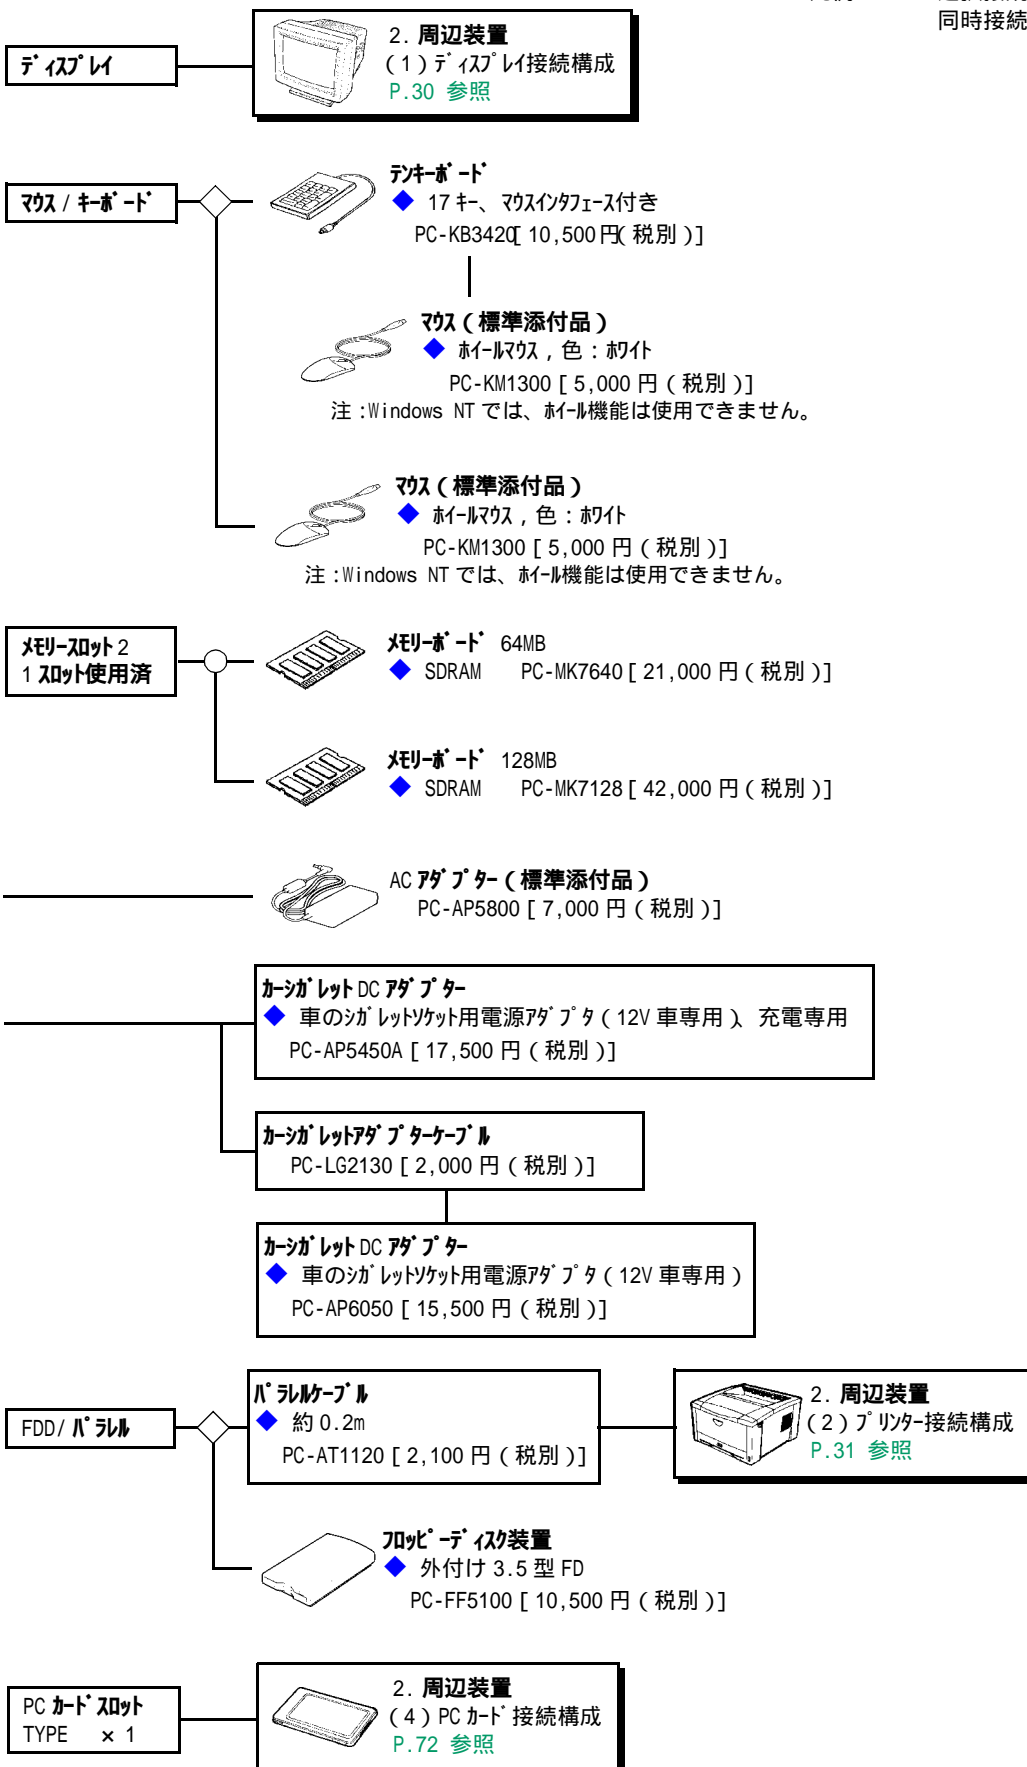 同時接続
ディスプレイ
2. 周辺装置
(1)ディスプレイ接続構成
P.30 参照
マウス / キーボード
テンキーボード
◆ 17 キー、マウスインタフェース付き
PC-KB3420[ 10,500円( 税別 )]
マウス ( 標準添付品 )
◆ ホイールマウス , 色 : ホワイト
PC-KM1300 [ 5,000 円 ( 税別 )]
注 :Windows NT では、ホイール機能は使用できません。
マウス ( 標準添付品 )
◆ ホイールマウス , 色 : ホワイト
PC-KM1300 [ 5,000 円 ( 税別 )]
注 :Windows NT では、ホイール機能は使用できません。
メモリースロット 2
1 スロット使用済
メモリーボード 64MB
◆ SDRAM PC-MK7640 [ 21,000 円 ( 税別 )]
メモリーボード 128MB
◆ SDRAM PC-MK7128 [ 42,000 円 ( 税別 )]
AC アダプター ( 標準添付品 )
PC-AP5800 [ 7,000 円 ( 税別 )]
カーシガレット DC アダプター
◆ 車のシガレットソケット用電源アダプタ ( 12V 車専用 )、充電専用
PC-AP5450A [ 17,500 円 ( 税別 )]
カーシガレットアダプターケーブル
PC-LG2130 [ 2,000 円 ( 税別 )]
カーシガレット DC アダプター
◆ 車のシガレットソケット用電源アダプタ ( 12V 車専用 )
PC-AP6050 [ 15,500 円 ( 税別 )]
FDD/ パラレル
パラレルケーブル
◆ 約 0.2m
PC-AT1120 [ 2,100 円 ( 税別 )]
2. 周辺装置
(2)プリンター接続構成
P.31 参照
フロッピーディスク装置
◆ 外付け 3.5 型 FD
PC-FF5100 [ 10,500 円 ( 税別 )]
PC カードスロット
TYPE × 1
2. 周辺装置
(4) PC カード接続構成
P.72 参照